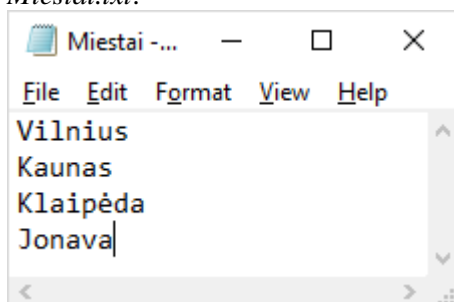 Miestai.txt:
Miestai -...
File Edit Format View Help
Vilnius
Kaunas
Klaipėda
Jonava